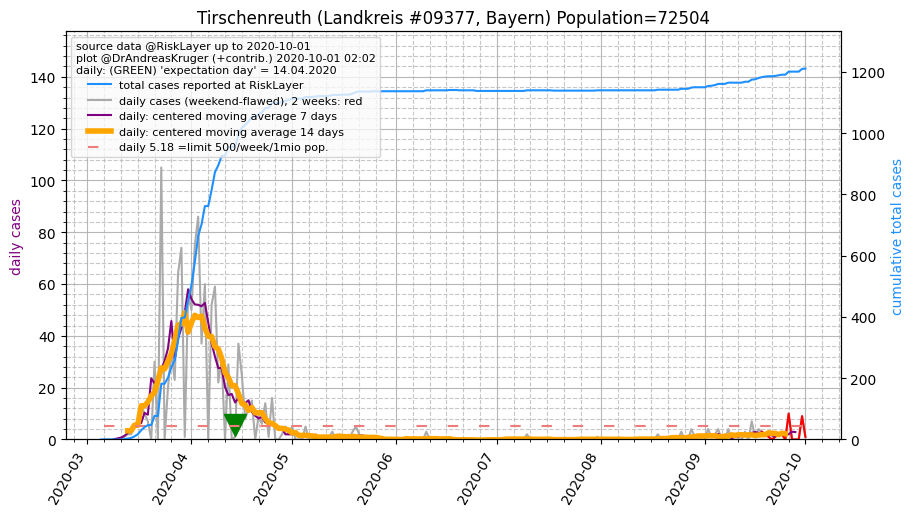 Tirschenreuth (Landkreis #09377, Bayern) Population=72504
source data @RiskLayer up to 2020-10-01
plot @DrAndreasKruger (+contrib.) 2020-10-01 02:02
daily: (GREEN) 'expectation day' = 14.04.2020
total cases reported at RiskLayer
daily cases (weekend-flawed), 2 weeks: red
daily: centered moving average 7 days
daily: centered moving average 14 days
daily 5.18 =limit 500/week/1mio pop.
daily cases
140
120
100
80
60
40
20
0
cumulative total cases
1200
1000
800
600
400
200
0
2020-03
2020-04
2020-05
2020-06
2020-07
2020-08
2020-09
2020-10